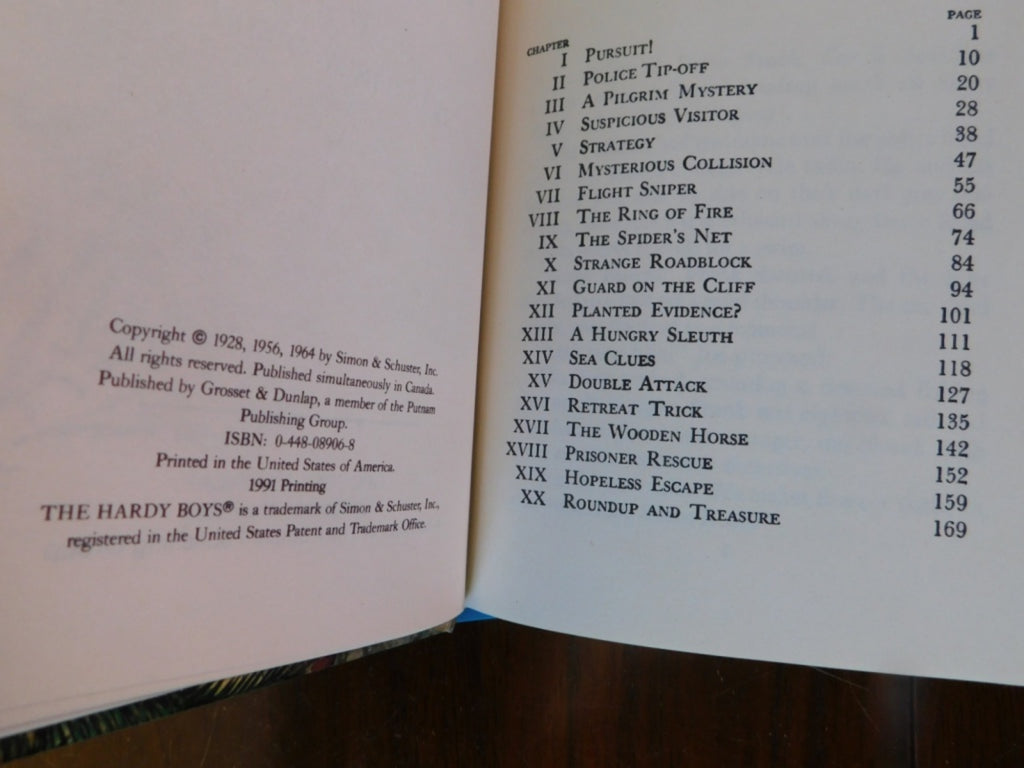 Copyright © 1928, 1956, 1964 by Simon & Schuster, Inc.
All rights reserved. Published simultaneously in Canada.
Published by Grosset & Dunlap, a member of the Putnam
Publishing Group.
ISBN: 0-448-08906-8
Printed in the United States of America.
1991 Printing
THE HARDY BOYS® is a trademark of Simon & Schuster, Inc.,
registered in the United States Patent and Trademark Office.
CHAPTER PAGE
I PURSUIT! 1
II POLICE TIP-OFF 10
III A PILGRIM MYSTERY 20
IV SUSPICIOUS VISITOR 28
V STRATEGY 38
VI MYSTERIOUS COLLISION 47
VII FLIGHT SNIPER 55
VIII THE RING OF FIRE 66
IX THE SPIDER'S NET 74
X STRANGE ROADBLOCK 84
XI GUARD ON THE CLIFF 94
XII PLANTED EVIDENCE? 101
XIII A HUNGRY SLEUTH 111
XIV SEA CLUES 118
XV DOUBLE ATTACK 127
XVI RETREAT TRICK 135
XVII THE WOODEN HORSE 142
XVIII PRISONER RESCUE 152
XIX HOPELESS ESCAPE 159
XX ROUNDUP AND TREASURE 169